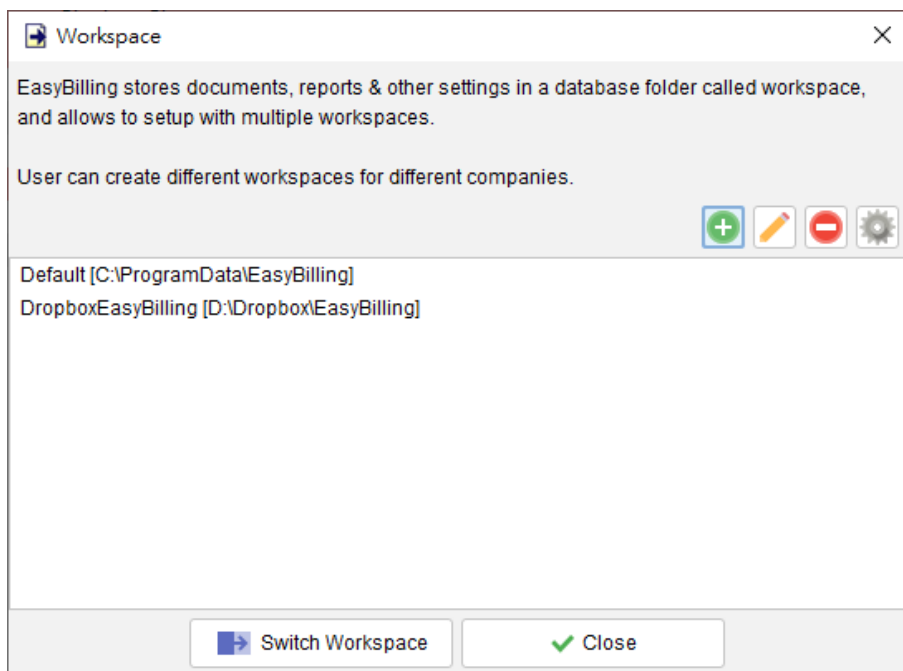 Workspace
EasyBilling stores documents, reports & other settings in a database folder called workspace,
and allows to setup with multiple workspaces.
User can create different workspaces for different companies.
Default [C:\ProgramData\EasyBilling]
DropboxEasyBilling [D:\Dropbox\EasyBilling]
Switch Workspace
Close